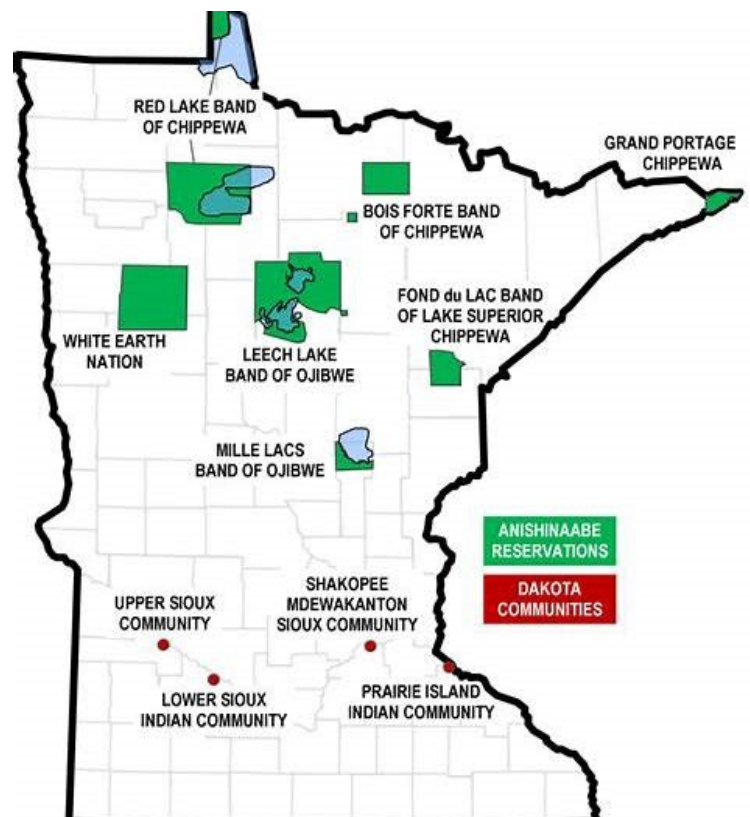 RED LAKE BAND
OF CHIPPEWA
GRAND PORTAGE
CHIPPEWA
BOIS FORTE BAND
OF CHIPPEWA
FOND du LAC BAND
OF LAKE SUPERIOR
CHIPPEWA
WHITE EARTH
NATION
LEECH LAKE
BAND OF OJIBWE
MILLE LACS
BAND OF OJIBWE
ANISHINAABE
RESERVATIONS
DAKOTA
COMMUNITIES
UPPER SIOUX
COMMUNITY
SHAKOPEE
MDEWAKANTON
SIOUX COMMUNITY
LOWER SIOUX
INDIAN COMMUNITY
PRAIRIE ISLAND
INDIAN COMMUNITY